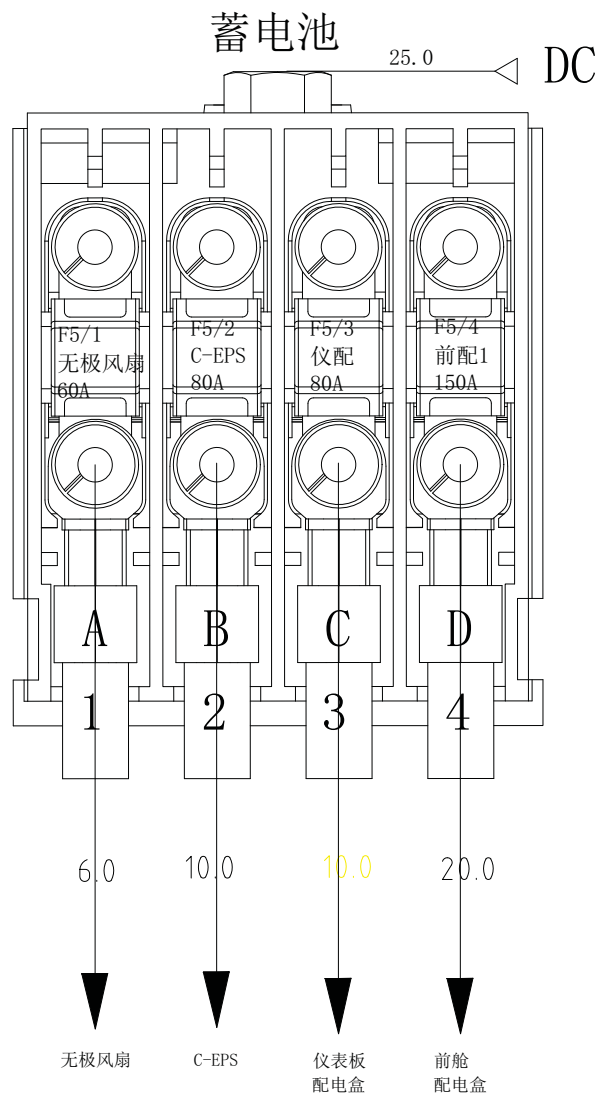 蓄电池
25.0
DC
F5/1
无极风扇
60A
F5/2
C-EPS
80A
F5/3
仪配
80A
F5/4
前配1
150A
A
B
C
D
1
2
3
4
6.0
10.0
10.0
20.0
无极风扇
C-EPS
仪表板
配电盒
前舱
配电盒